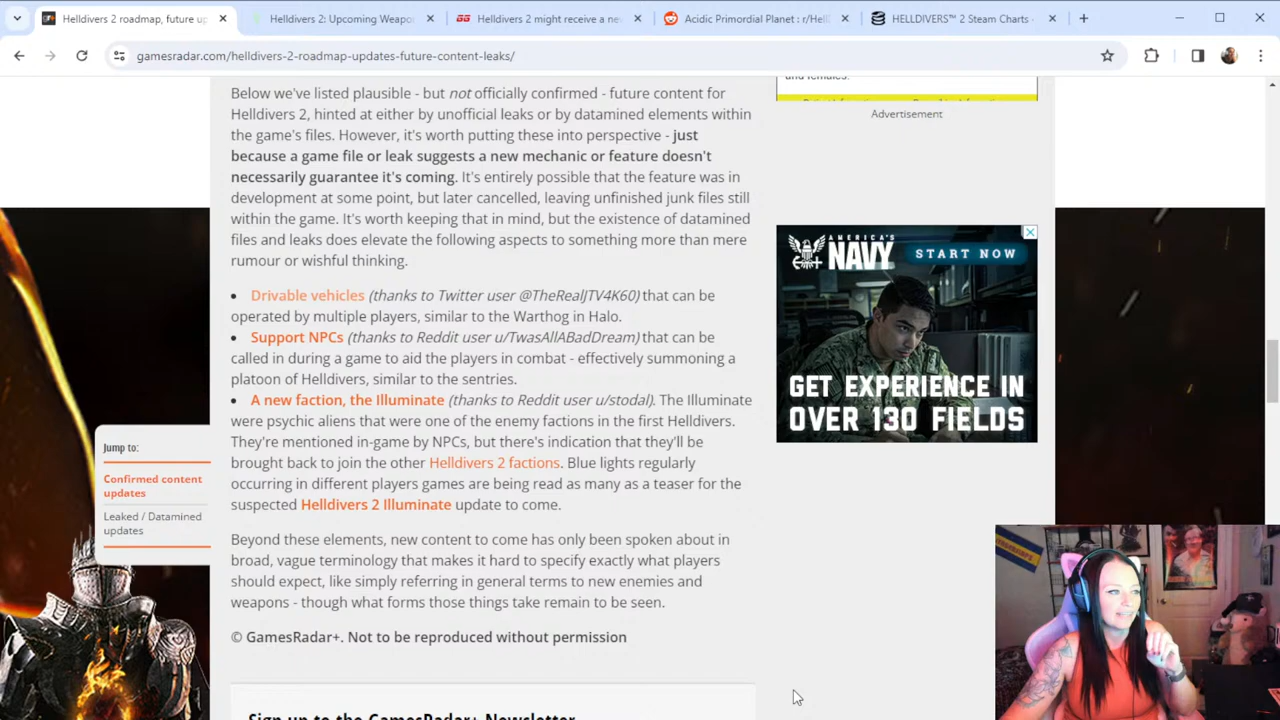 Helldivers 2 roadmap, future up
Helldivers 2: Upcoming Weapo
Helldivers 2 might receive a ne
Acidic Primordial Planet : r/Hell
HELLDIVERS™ 2 Steam Charts ·
gamesradar.com/helldivers-2-roadmap-updates-future-content-leaks/
Below we've listed plausible - but not officially confirmed - future content for
Helldivers 2, hinted at either by unofficial leaks or by datamined elements within
the game's files. However, it's worth putting these into perspective - just
because a game file or leak suggests a new mechanic or feature doesn't
necessarily guarantee it's coming. It's entirely possible that the feature was in
development at some point, but later cancelled, leaving unfinished junk files still
within the game. It's worth keeping that in mind, but the existence of datamined
files and leaks does elevate the following aspects to something more than mere
rumor or wishful thinking.
• Drivable vehicles (thanks to Twitter user @TheRealJTV4K60) that can be
operated by multiple players, similar to the Warthog in Halo.
• Support NPCs (thanks to Reddit user u/TwasAllABadDream) that can be
called in during a game to aid the players in combat - effectively summoning a
platoon of Helldivers, similar to the sentries.
• A new faction, the Illuminate (thanks to Reddit user u/stodal). The Illuminate
were psychic aliens that were one of the enemy factions in the first Helldivers.
They're mentioned in-game by NPCs, but there's indication that they'll be
brought back to join the other Helldivers 2 factions. Blue lights regularly
occurring in different players games are being read as many as a teaser for the
suspected Helldivers 2 Illuminate update to come.
Beyond these elements, new content to come has only been spoken about in
broad, vague terminology that makes it hard to specify exactly what players
should expect, like simply referring in general terms to new enemies and
weapons - though what forms those things take remain to be seen.
© GamesRadar+. Not to be reproduced without permission
Sign up to the GamesRadar+ Newsletter
Jump to:
Confirmed content
updates
Leaked / Datamined
updates
and females.
Advertisement
AMERICA'S
NAVY
START NOW
GET EXPERIENCE IN
OVER 130 FIELDS